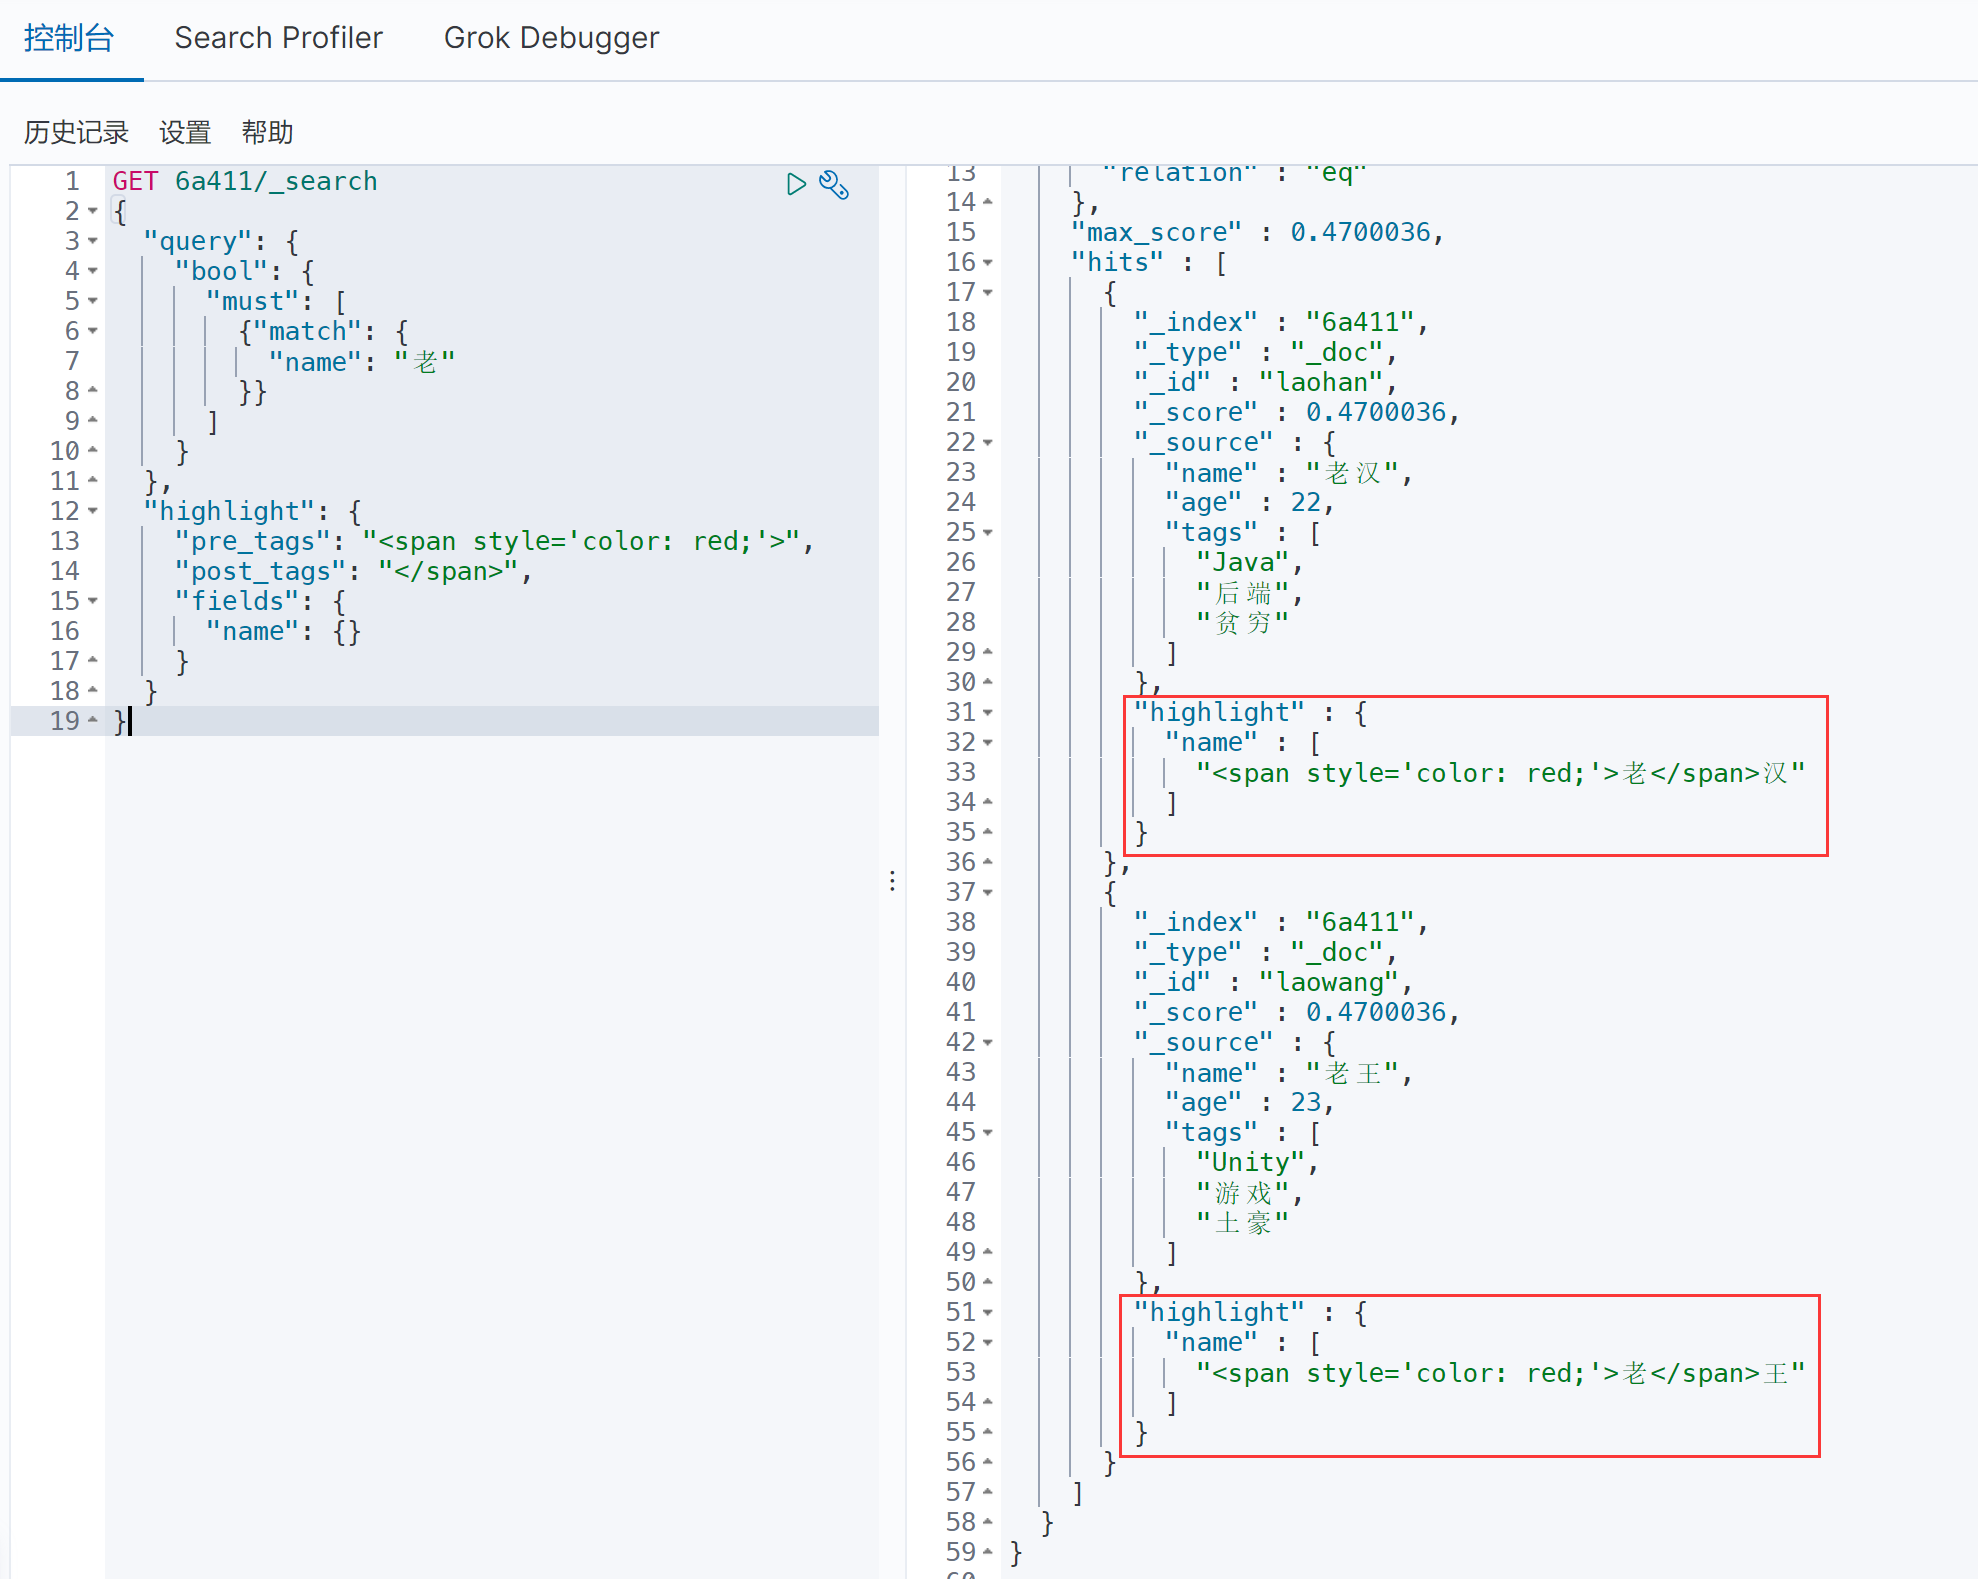 控制台 Search Profiler Grok Debugger
历史记录 设置 帮助
1 GET 6a411/_search
2 {
3 "query": {
4 "bool": {
5 "must": [
6 {"match": {
7 "name": "老"
8 }}
9 ]
10 }
11 },
12 "highlight": {
13 "pre_tags": "<span style='color: red;'>",
14 "post_tags": "</span>",
15 "fields": {
16 "name": {}
17 }
18 }
19 }
13 "relation" : "eq"
14 },
15 "max_score" : 0.4700036,
16 "hits" : [
17 {
18 "_index" : "6a411",
19 "_type" : "_doc",
20 "_id" : "laohan",
21 "_score" : 0.4700036,
22 "_source" : {
23 "name" : "老汉",
24 "age" : 22,
25 "tags" : [
26 "Java",
27 "后端",
28 "贫穷"
29 ]
30 },
31 "highlight" : {
32 "name" : [
33 "<span style='color: red;'>老</span>汉"
34 ]
35 }
36 },
37 {
38 "_index" : "6a411",
39 "_type" : "_doc",
40 "_id" : "laowang",
41 "_score" : 0.4700036,
42 "_source" : {
43 "name" : "老王",
44 "age" : 23,
45 "tags" : [
46 "Unity",
47 "游戏",
48 "土豪"
49 ]
50 },
51 "highlight" : {
52 "name" : [
53 "<span style='color: red;'>老</span>王"
54 ]
55 }
56 }
57 ]
58 }
59 }
60